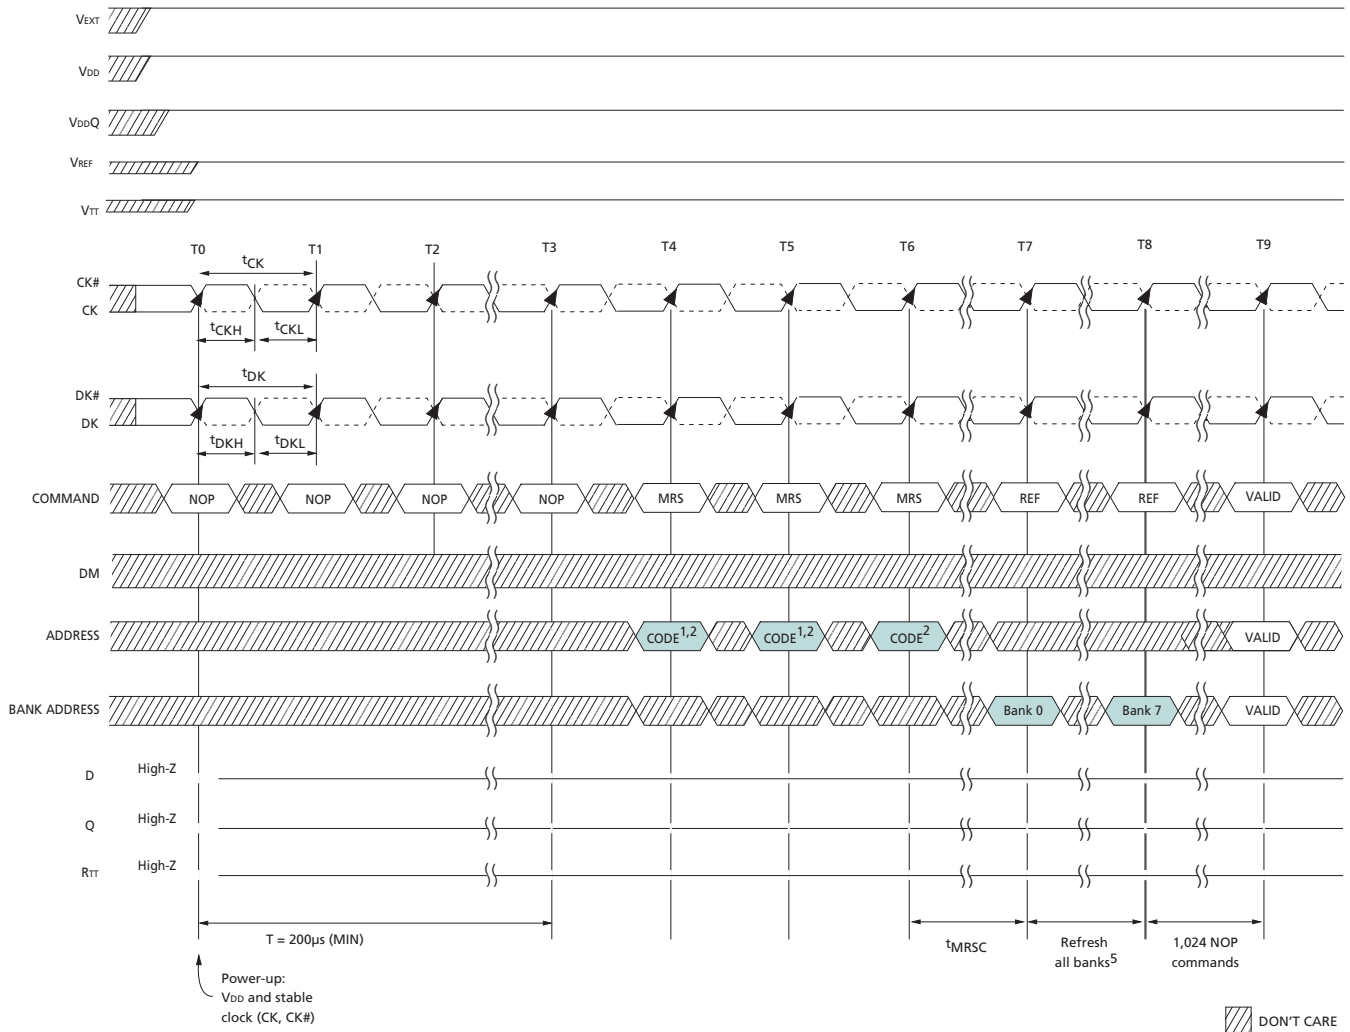 VEXT
VDD
VDDQ
VREF
VTT
T0 T1 T2 T3 T4 T5 T6 T7 T8 T9
tCK
CK#
CK
tCKH tCKL
tDK
DK#
DK
tDKH tDKL
COMMAND NOP NOP NOP NOP MRS MRS MRS REF REF VALID
DM
ADDRESS CODE1,2 CODE1,2 CODE2 VALID
BANK ADDRESS Bank 0 Bank 7 VALID
D High-Z
Q High-Z
RTT High-Z
T = 200µs (MIN) tMRSC Refresh 1,024 NOP
all banks5 commands
Power-up:
VDD and stable
clock (CK, CK#)
DON'T CARE